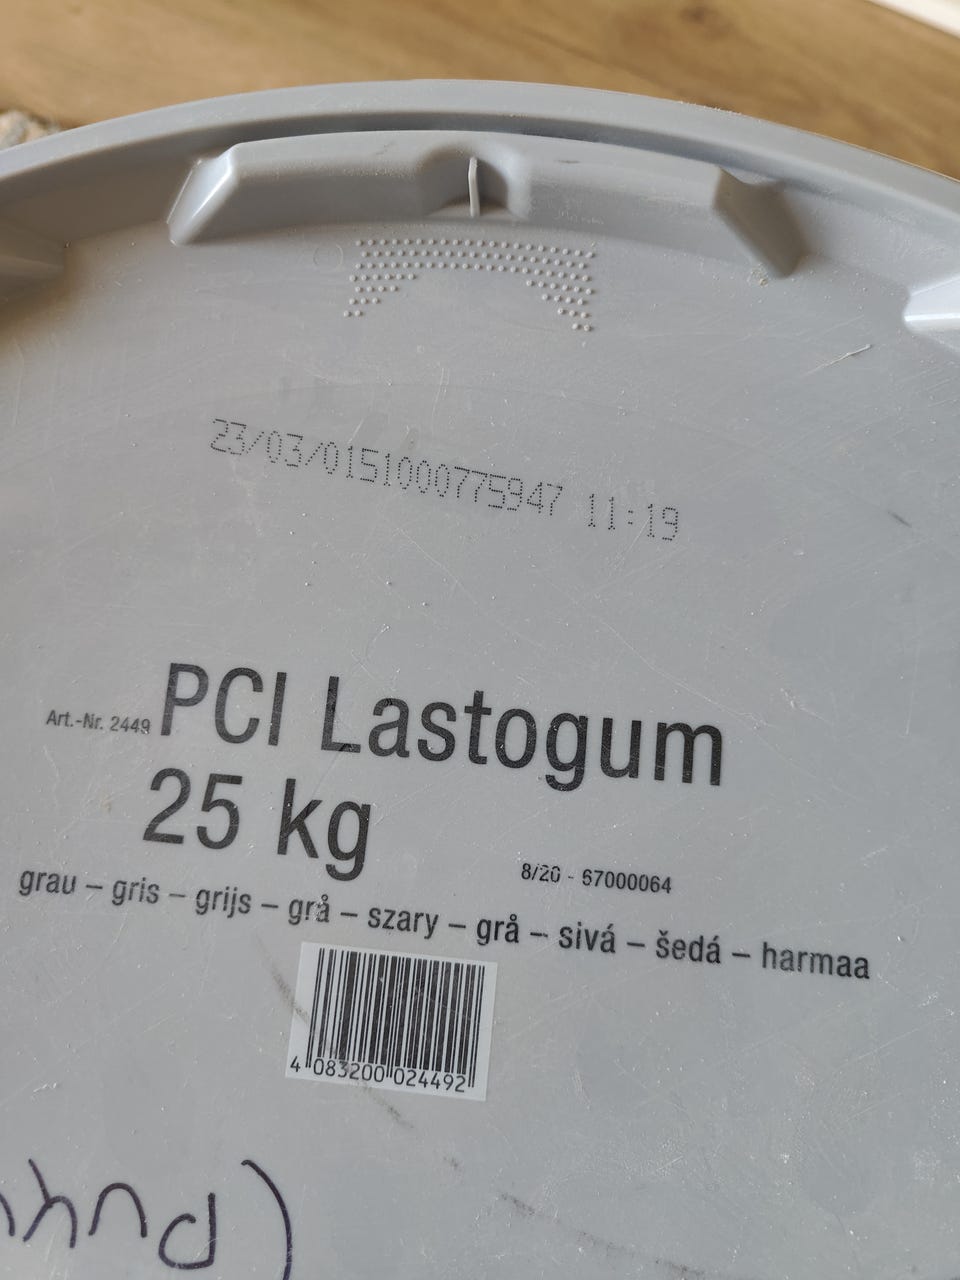 23/03/0151000775947 11:19
Art.-Nr. 2449 PCI Lastogum
25 kg
8/20 - 67000064
grau – gris – grijs – grå – szary – grå – sivá – šedá – harmaa
4 083200 024492